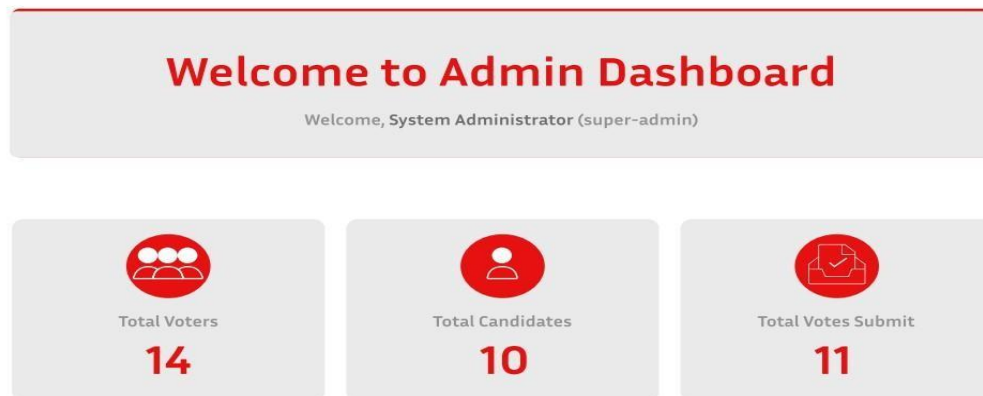 Welcome to Admin Dashboard
Welcome, System Administrator (super-admin)
Total Voters
14
Total Candidates
10
Total Votes Submit
11